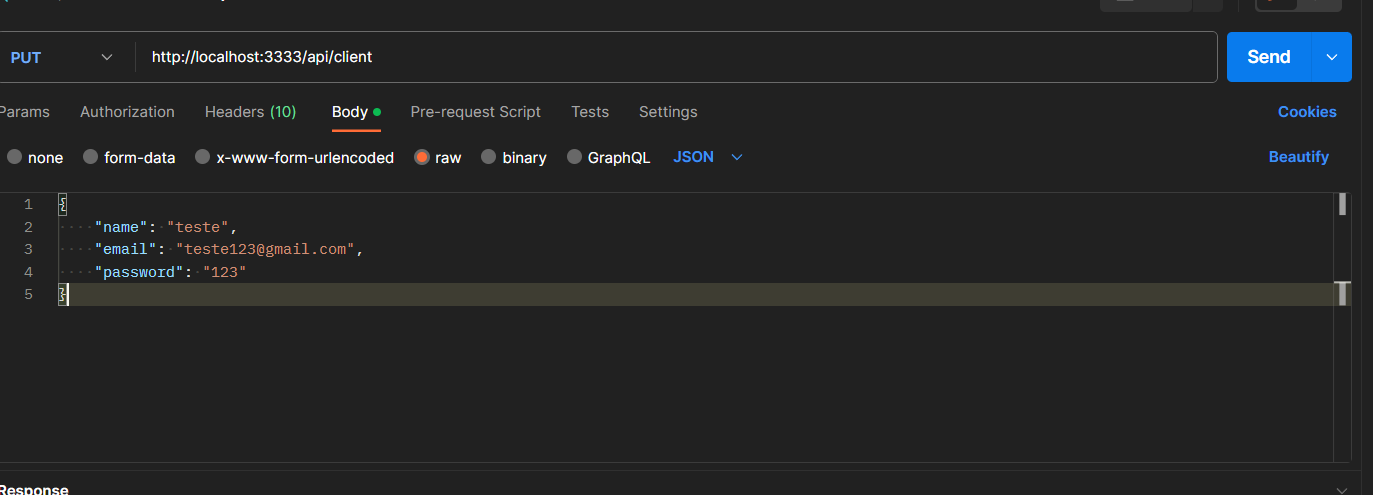 PUT http://localhost:3333/api/client Send
Params Authorization Headers (10) Body Pre-request Script Tests Settings Cookies
none form-data x-www-form-urlencoded raw binary GraphQL JSON Beautify
1 {
2 "name": "teste",
3 "email": "teste123@gmail.com",
4 "password": "123"
5 }
Response